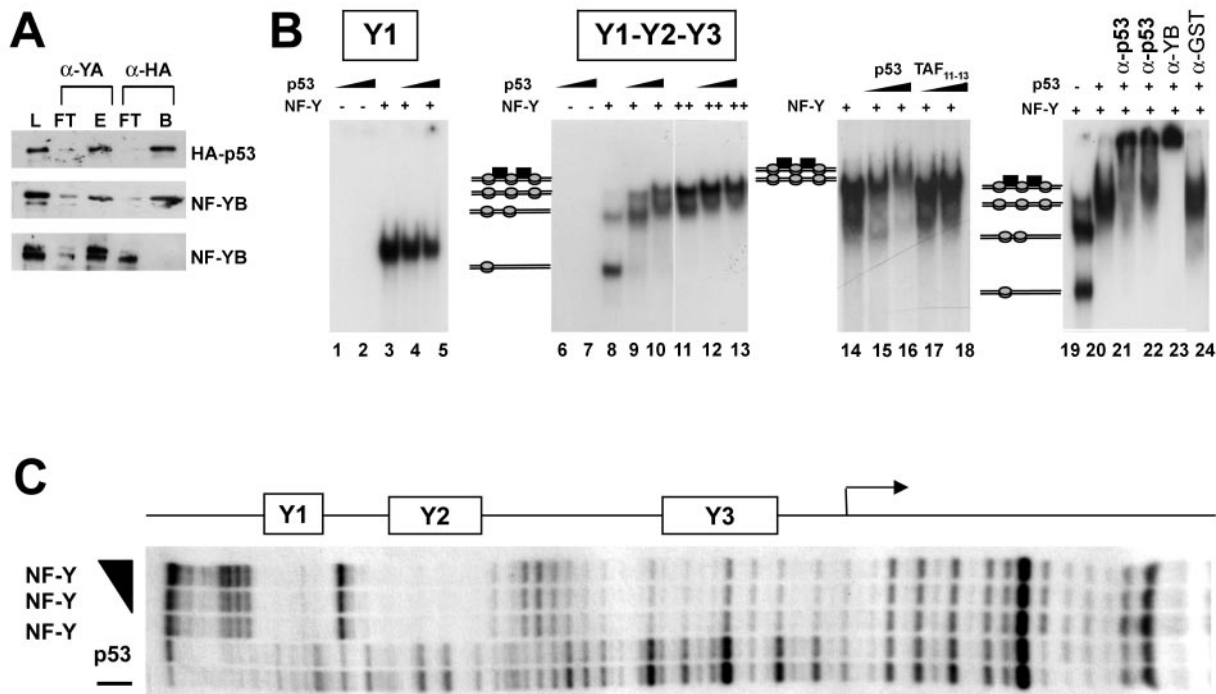 A
α-YA α-HA
L FT E FT B
HA-p53
NF-YB
NF-YB
B
Y1
p53
NF-Y - - + + +
1 2 3 4 5
Y1-Y2-Y3
p53
NF-Y - - + + + ++ ++ ++
6 7 8 9 10 11 12 13
p53 TAF11-13
NF-Y + + + + +
14 15 16 17 18
α-p53 α-p53 α-YB α-GST
p53 - + + + + +
NF-Y + + + + + +
19 20 21 22 23 24
C
Y1 Y2 Y3
NF-Y
NF-Y
NF-Y
p53
–